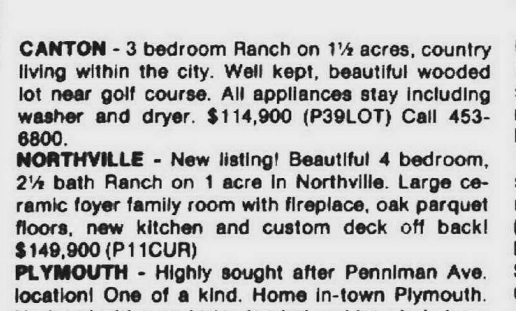 CANTON - 3 bedroom Ranch on 1½ acres, country
living within the city. Well kept, beautiful wooded
lot near golf course. All appliances stay including
washer and dryer. $114,900 (P39LOT) Call 453-
6800.
NORTHVILLE - New listing! Beautiful 4 bedroom,
2½ bath Ranch on 1 acre in Northville. Large ce-
ramic foyer family room with fireplace, oak parquet
floors, new kitchen and custom deck off back!
$149,900 (P11CUR)
PLYMOUTH - Highly sought after Penniman Ave.
location! One of a kind. Home in-town Plymouth.